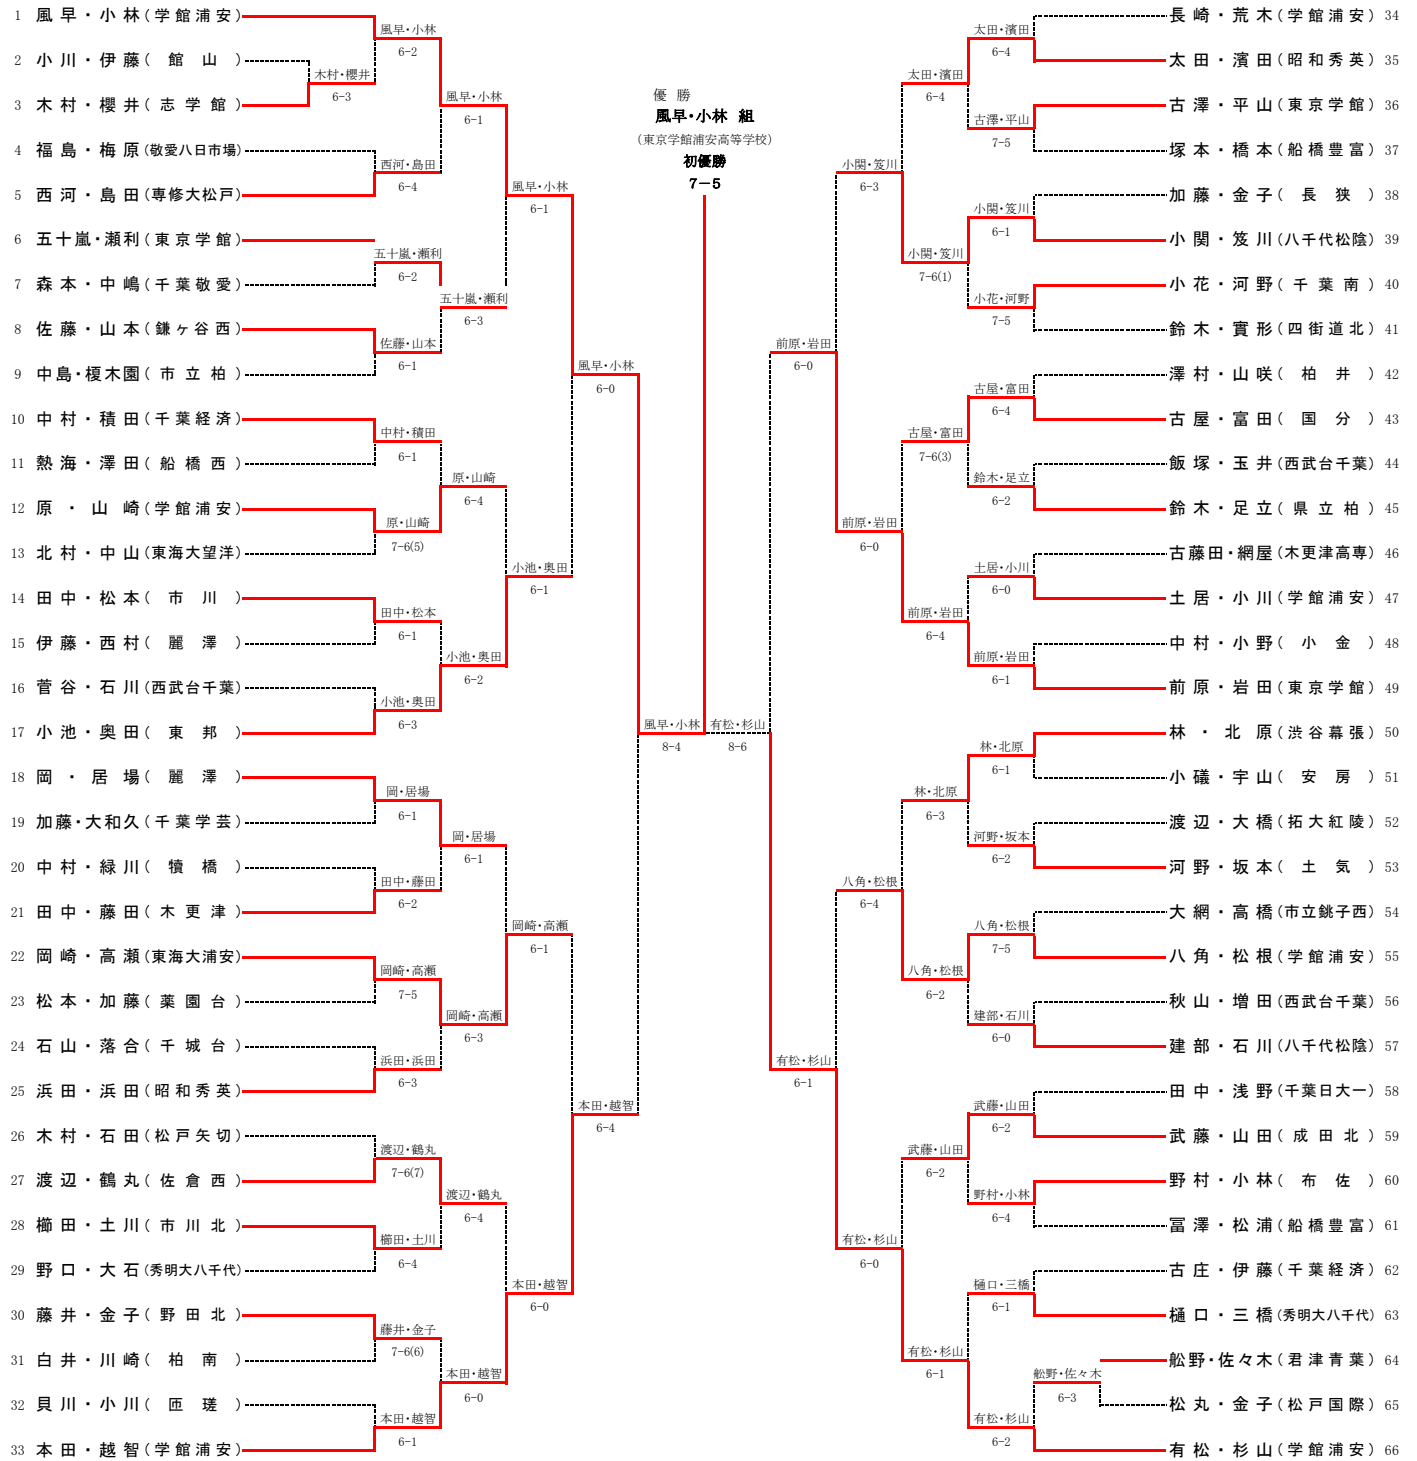 1 風早・小林(学館浦安)
2 小川・伊藤(館山)
3 木村・櫻井(志学館)
4 福島・梅原(敬愛八日市場)
5 西河・島田(専修大松戸)
6 五十嵐・瀬利(東京学館)
7 森本・中嶋(千葉敬愛)
8 佐藤・山本(鎌ヶ谷西)
9 中島・榎木園(市立柏)
10 中村・積田(千葉経済)
11 熱海・澤田(船橋西)
12 原・山崎(学館浦安)
13 北村・中山(東海大望洋)
14 田中・松本(市川)
15 伊藤・西村(麗澤)
16 菅谷・石川(西武台千葉)
17 小池・奥田(東邦)
18 岡・居場(麗澤)
19 加藤・大和久(千葉学芸)
20 中村・緑川(犢橋)
21 田中・藤田(木更津)
22 岡崎・高瀬(東海大浦安)
23 松本・加藤(薬園台)
24 石山・落合(千城台)
25 浜田・浜田(昭和秀英)
26 木村・石田(松戸矢切)
27 渡辺・鶴丸(佐倉西)
28 櫛田・土川(市川北)
29 野口・大石(秀明大八千代)
30 藤井・金子(野田北)
31 白井・川崎(柏南)
32 貝川・小川(匝瑳)
33 本田・越智(学館浦安)
木村・櫻井
6-3
風早・小林
6-2
西河・島田
6-4
五十嵐・瀬利
6-2
佐藤・山本
6-1
中村・積田
6-1
原・山崎
7-6(5)
田中・松本
6-1
小池・奥田
6-3
岡・居場
6-1
田中・藤田
6-2
岡崎・高瀬
7-5
浜田・浜田
6-3
渡辺・鶴丸
7-6(7)
櫛田・土川
6-4
藤井・金子
7-6(6)
本田・越智
6-1
風早・小林
6-1
五十嵐・瀬利
6-3
原・山崎
6-4
小池・奥田
6-2
岡・居場
6-1
岡崎・高瀬
6-3
渡辺・鶴丸
6-4
本田・越智
6-0
風早・小林
6-1
小池・奥田
6-1
岡崎・高瀬
6-1
本田・越智
6-0
風早・小林
6-0
本田・越智
6-4
風早・小林
8-4
優勝
風早・小林 組
(東京学館浦安高等学校)
初優勝
7-5
有松・杉山
8-6
前原・岩田
6-0
有松・杉山
6-1
小関・笈川
6-3
前原・岩田
6-0
八角・松根
6-4
有松・杉山
6-0
太田・濱田
6-4
小関・笈川
7-6(1)
古屋・富田
7-6(3)
前原・岩田
6-4
林・北原
6-3
八角・松根
6-2
武藤・山田
6-2
有松・杉山
6-1
太田・濱田
6-4
古澤・平山
7-5
小関・笈川
6-1
小花・河野
7-5
古屋・富田
6-4
鈴木・足立
6-2
土居・小川
6-0
前原・岩田
6-1
林・北原
6-1
河野・坂本
6-2
八角・松根
7-5
建部・石川
6-0
武藤・山田
6-2
野村・小林
6-4
樋口・三橋
6-1
有松・杉山
6-2
舩野・佐々木
6-3
長崎・荒木(学館浦安) 34
太田・濱田(昭和秀英) 35
古澤・平山(東京学館) 36
塚本・橋本(船橋豊富) 37
加藤・金子(長狭) 38
小関・笈川(八千代松陰) 39
小花・河野(千葉南) 40
鈴木・實形(四街道北) 41
澤村・山咲(柏井) 42
古屋・富田(国分) 43
飯塚・玉井(西武台千葉) 44
鈴木・足立(県立柏) 45
古藤田・網屋(木更津高専) 46
土居・小川(学館浦安) 47
中村・小野(小金) 48
前原・岩田(東京学館) 49
林・北原(渋谷幕張) 50
小礒・宇山(安房) 51
渡辺・大橋(拓大紅陵) 52
河野・坂本(土気) 53
大網・高橋(市立銚子西) 54
八角・松根(学館浦安) 55
秋山・増田(西武台千葉) 56
建部・石川(八千代松陰) 57
田中・浅野(千葉日大一) 58
武藤・山田(成田北) 59
野村・小林(布佐) 60
冨澤・松浦(船橋豊富) 61
古庄・伊藤(千葉経済) 62
樋口・三橋(秀明大八千代) 63
舩野・佐々木(君津青葉) 64
松丸・金子(松戸国際) 65
有松・杉山(学館浦安) 66